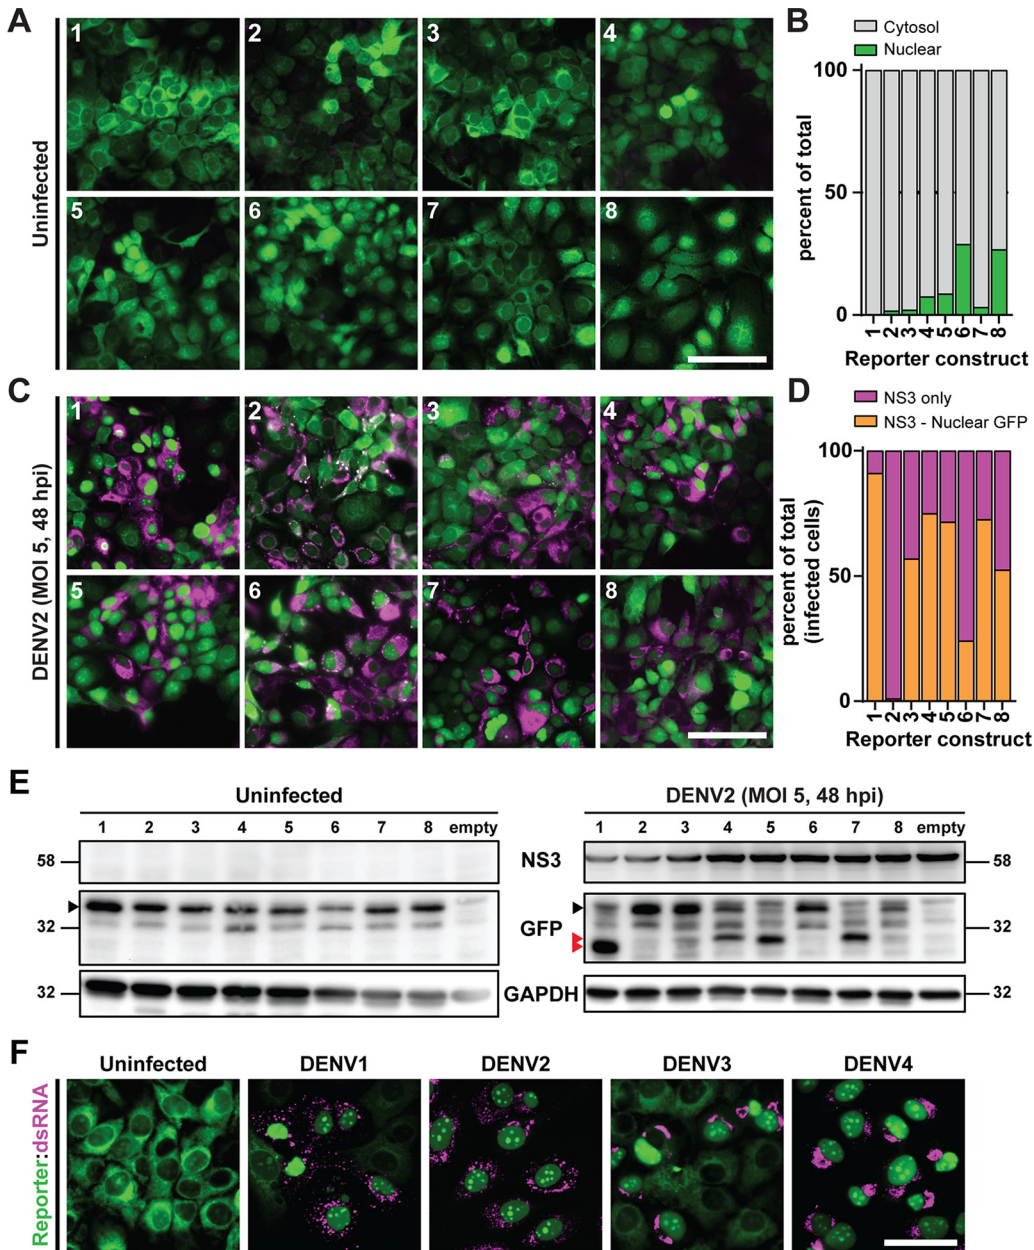 A
Uninfected
1
2
3
4
5
6
7
8
B
Cytosol
Nuclear
percent of total
100
50
0
1 2 3 4 5 6 7 8
Reporter construct
C
DENV2 (MOI 5, 48 hpi)
1
2
3
4
5
6
7
8
D
NS3 only
NS3 - Nuclear GFP
percent of total
(infected cells)
100
50
0
1 2 3 4 5 6 7 8
Reporter construct
E
Uninfected
1 2 3 4 5 6 7 8 empty
58
32
32
NS3
GFP
GAPDH
DENV2 (MOI 5, 48 hpi)
1 2 3 4 5 6 7 8 empty
58
32
32
F
Reporter:dsRNA
Uninfected
DENV1
DENV2
DENV3
DENV4